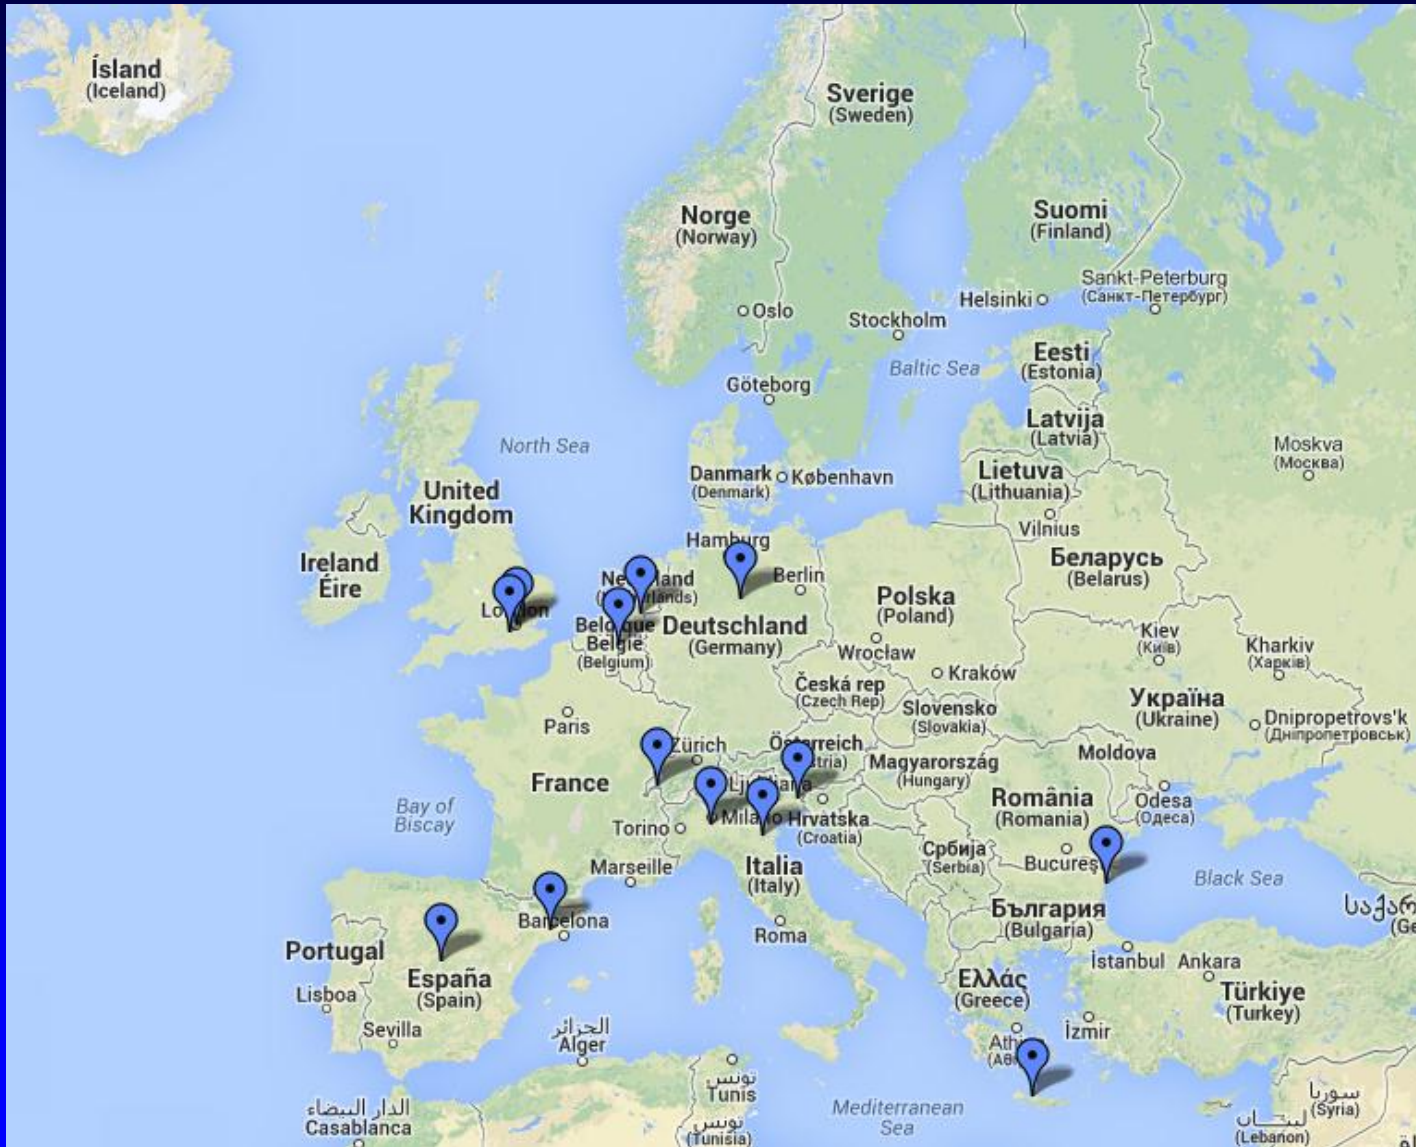 Ísland
(Iceland)
Sverige
(Sweden)
Norge
(Norway)
Suomi
(Finland)
Sankt-Peterburg
(Санкт-Петербург)
Helsinki
Oslo
Stockholm
Eesti
(Estonia)
Baltic Sea
Göteborg
Latvija
(Latvia)
North Sea
Moskva
(Москва)
Danmark
(Denmark)
København
Lietuva
(Lithuania)
United
Kingdom
Vilnius
Hamburg
Ireland
Éire
Беларусь
(Belarus)
Berlin
Polska
(Poland)
Deutschland
(Germany)
België
(Belgium)
Wrocław
Kiev
(Київ)
Kharkiv
(Харків)
Kraków
Česká rep
(Czech Rep)
Slovensko
(Slovakia)
Україна
(Ukraine)
Dnipropetrovs'k
(Дніпропетровськ)
Paris
Zürich
Magyarország
(Hungary)
Moldova
France
România
(Romania)
Odesa
(Одеса)
Bay of
Biscay
Torino
Hrvatska
(Croatia)
Србија
(Serbia)
Marseille
Italia
(Italy)
Black Sea
Barcelona
България
(Bulgaria)
Roma
Portugal
España
(Spain)
İstanbul
Ankara
Ελλάς
(Greece)
Türkiye
(Turkey)
Lisboa
Sevilla
الجزائر
Alger
İzmir
تونس
Tunis
Mediterranean
Sea
الدار البيضاء
Casablanca
تونس
(Tunisia)
سوريا
(Syria)
لبنان
(Lebanon)